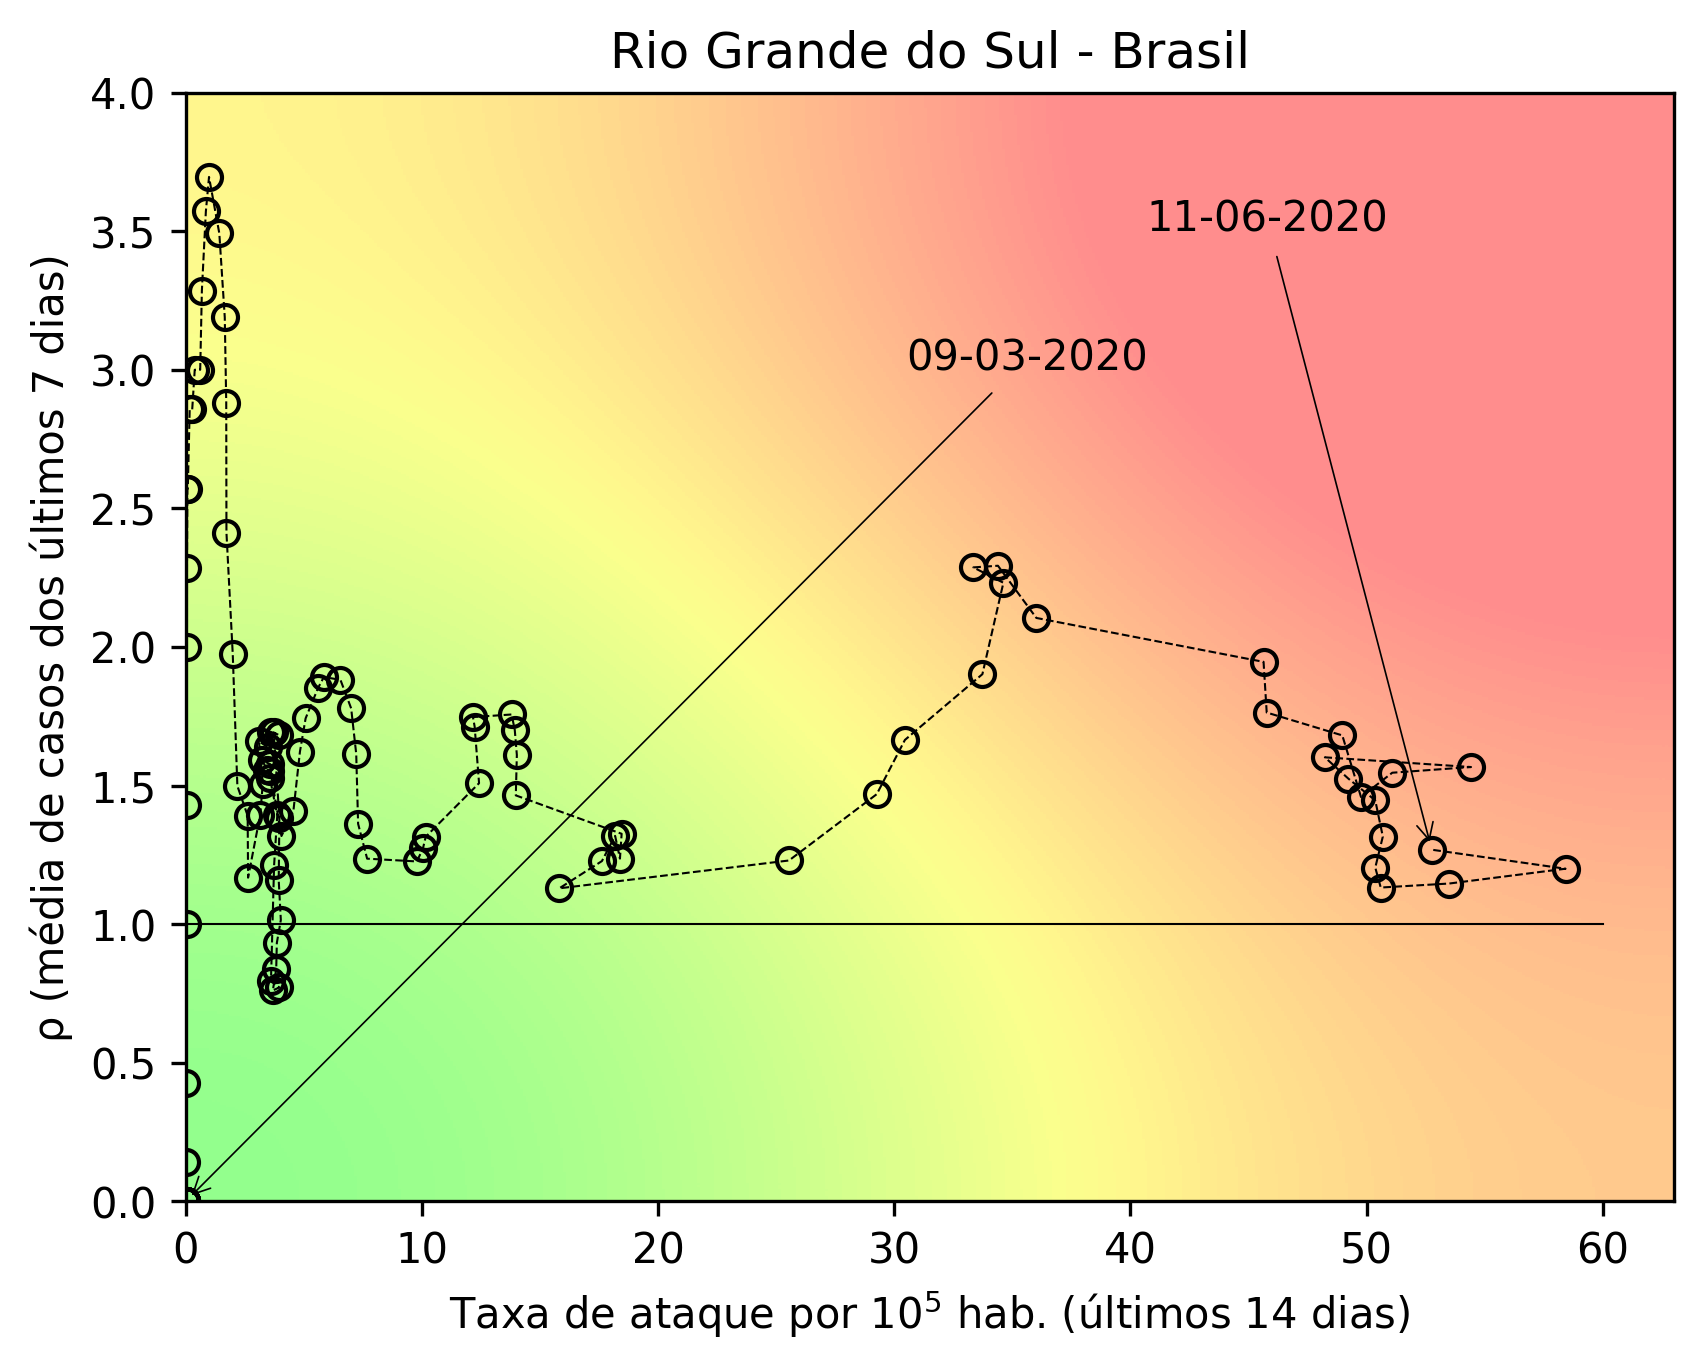 Rio Grande do Sul - Brasil
4.0
3.5
3.0
2.5
2.0
1.5
1.0
0.5
0.0
ρ (média de casos dos últimos 7 dias)
11-06-2020
09-03-2020
0 10 20 30 40 50 60
Taxa de ataque por 10⁵ hab. (últimos 14 dias)